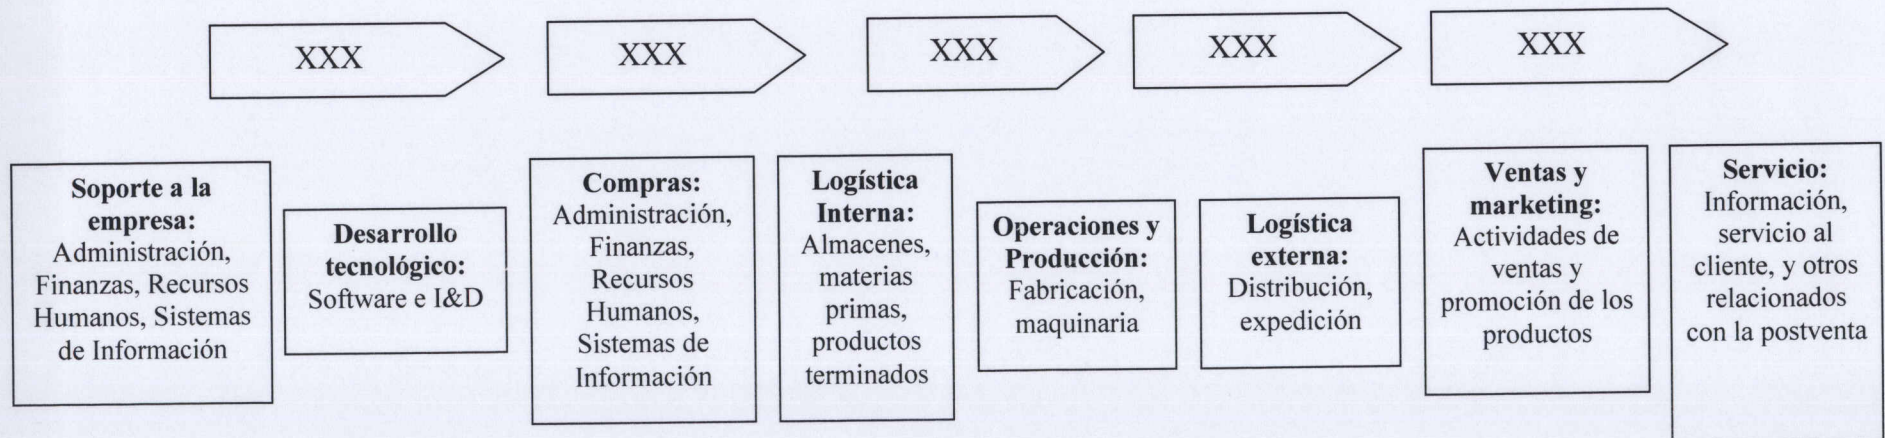 XXX
XXX
XXX
XXX
XXX
Soporte a la
empresa:
Administración,
Finanzas, Recursos
Humanos, Sistemas
de Información
Desarrollo
tecnológico:
Software e I&D
Compras:
Administración,
Finanzas,
Recursos
Humanos,
Sistemas de
Información
Logística
Interna:
Almacenes,
materias
primas,
productos
terminados
Operaciones y
Producción:
Fabricación,
maquinaria
Logística
externa:
Distribución,
expedición
Ventas y
marketing:
Actividades de
ventas y
promoción de los
productos
Servicio:
Información,
servicio al
cliente, y otros
relacionados
con la postventa